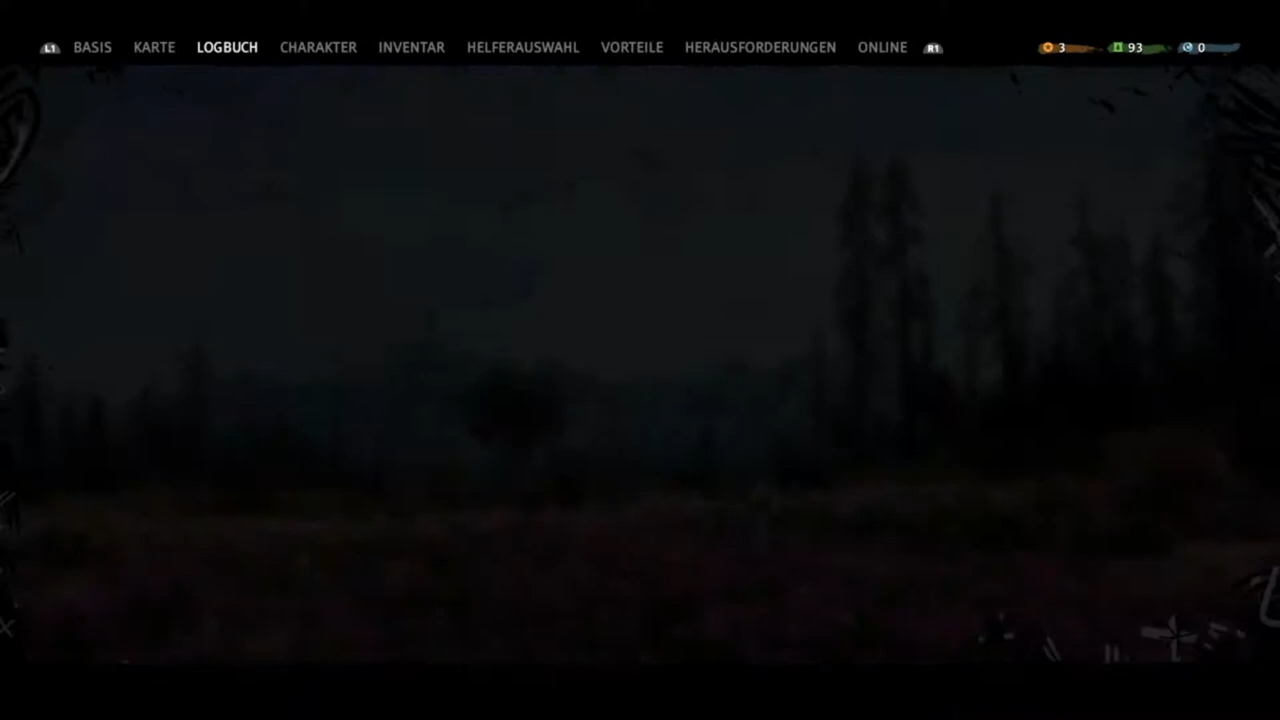 L1 BASIS KARTE LOGBUCH CHARAKTER INVENTAR HELFERAUSWAHL VORTEILE HERAUSFORDERUNGEN ONLINE R1 3 93 0